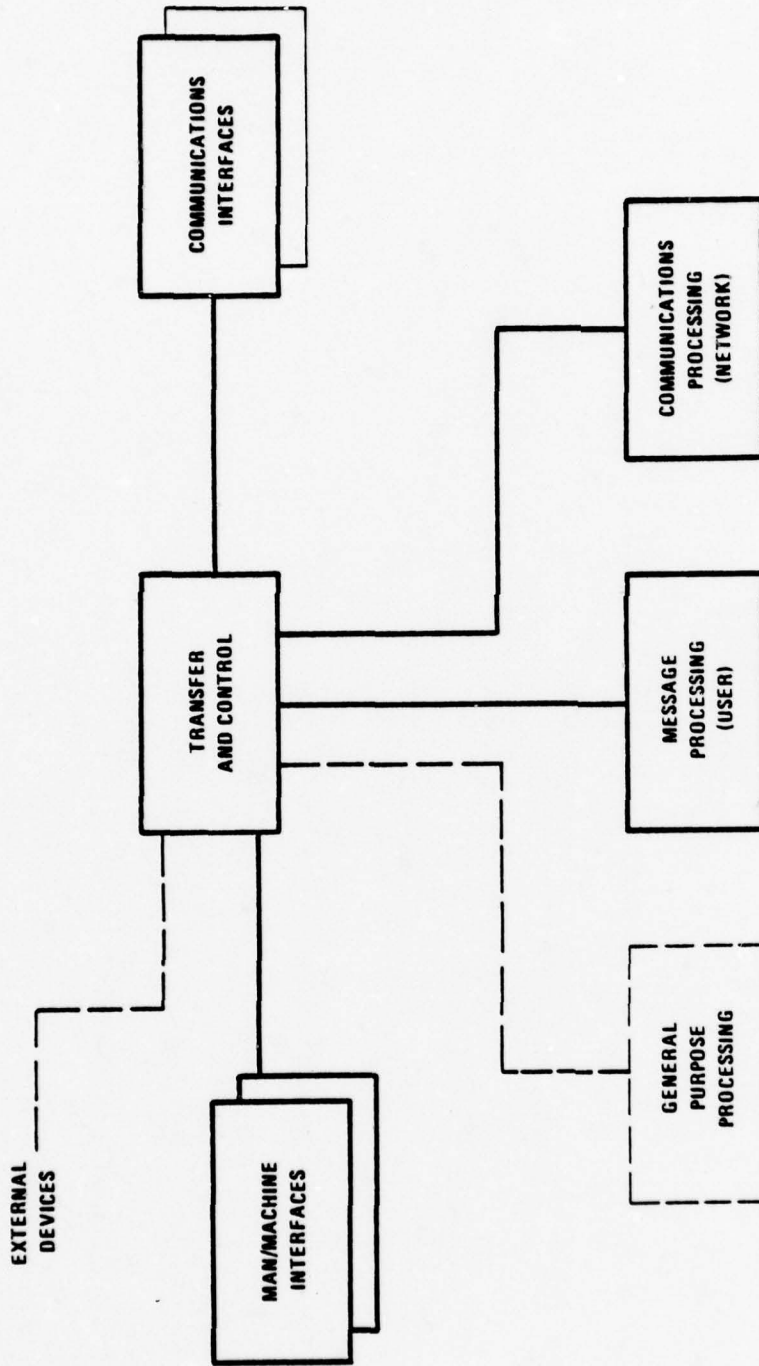 EXTERNAL
DEVICES
MAN/MACHINE
INTERFACES
TRANSFER
AND CONTROL
COMMUNICATIONS
INTERFACES
GENERAL
PURPOSE
PROCESSING
MESSAGE
PROCESSING
(USER)
COMMUNICATIONS
PROCESSING
(NETWORK)